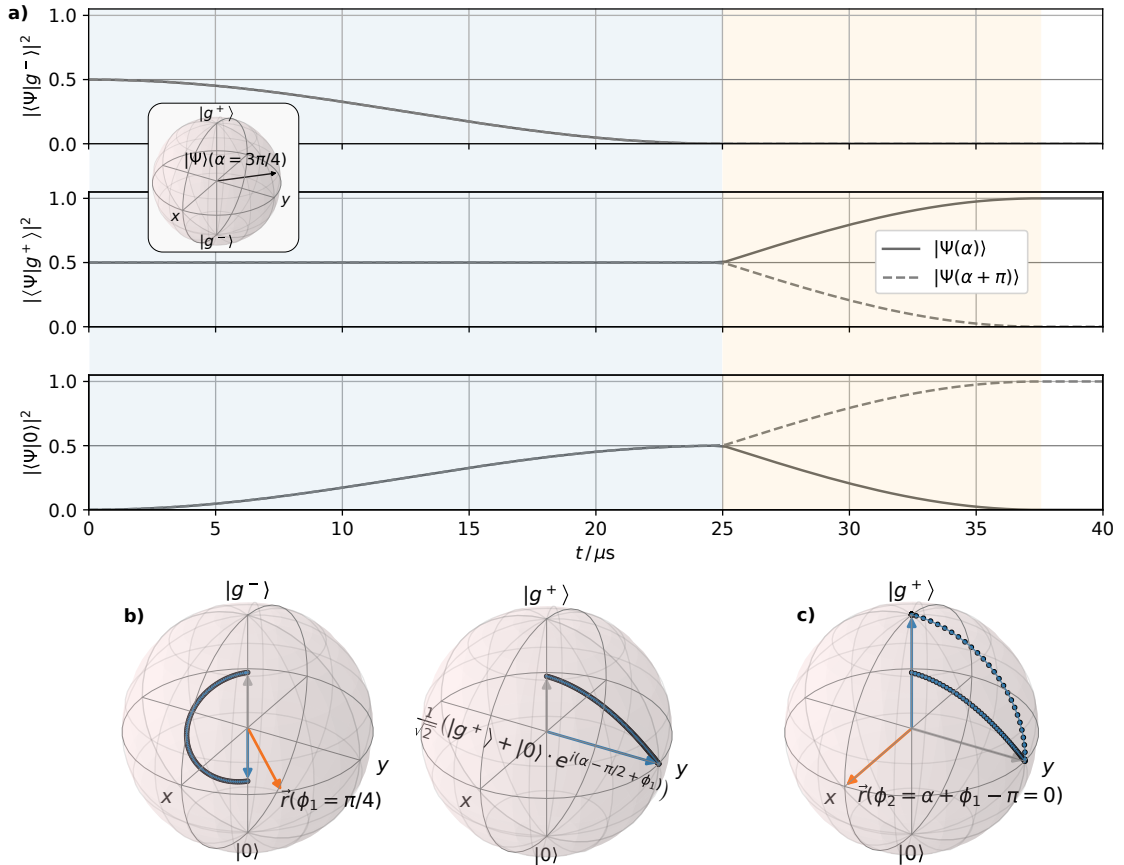 a)
|⟨Ψ|g⁻⟩|²
1.0
0.5
0.0
|g⁺⟩
|Ψ⟩(α = 3π/4)
x
y
|g⁻⟩
|⟨Ψ|g⁺⟩|²
1.0
0.5
0.0
|Ψ(α)⟩
|Ψ(α + π)⟩
|⟨Ψ|0⟩|²
1.0
0.5
0.0
0 5 10 15 20 25 30 35 40
t / μs
b)
|g⁻⟩
x
y
r⃗(ϕ₁ = π/4)
|0⟩
|g⁺⟩
1/√2 (|g⁺⟩ + |0⟩ · e^{i(α − π/2 + ϕ₁)})
x
y
|0⟩
c)
|g⁺⟩
x
y
r⃗(ϕ₂ = α + ϕ₁ − π = 0)
|0⟩